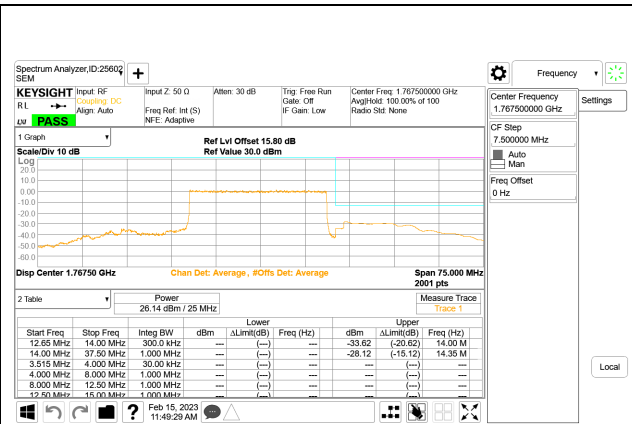 Spectrum Analyzer,ID:25602
SEM
Frequency
KEYSIGHT Input: RF Input Z: 50 Ω Atten: 30 dB Trig: Free Run Center Freq: 1.767500000 GHz
R L Coupling: DC Gate: Off Avg|Hold: 100.00% of 100
Align: Auto Freq Ref: Int (S) IF Gain: Low Radio Std: None
LXI PASS NFE: Adaptive
Center Frequency
1.767500000 GHz
Settings
CF Step
7.500000 MHz
Auto
Man
Freq Offset
0 Hz
1 Graph
Ref Lvl Offset 15.80 dB
Scale/Div 10 dB Ref Value 30.0 dBm
Log
20.0
10.0
0.00
-10.0
-20.0
-30.0
-40.0
-50.0
-60.0
Disp Center 1.76750 GHz Chan Det: Average , #Offs Det: Average Span 75.000 MHz
2001 pts
2 Table Power Measure Trace
26.14 dBm / 25 MHz Trace 1
Lower Upper
Start Freq Stop Freq Integ BW dBm ΔLimit(dB) Freq (Hz) dBm ΔLimit(dB) Freq (Hz)
12.65 MHz 14.00 MHz 300.0 kHz --- (---) --- -33.62 (-20.62) 14.00 M
14.00 MHz 37.50 MHz 1.000 MHz --- (---) --- -28.12 (-15.12) 14.35 M
3.515 MHz 4.000 MHz 30.00 kHz --- (---) --- --- (---) ---
4.000 MHz 8.000 MHz 1.000 MHz --- (---) --- --- (---) ---
8.000 MHz 12.50 MHz 1.000 MHz --- (---) --- --- (---) ---
12.50 MHz 15.00 MHz 1.000 MHz --- (---) --- --- (---) ---
Local
Feb 15, 2023
11:49:29 AM